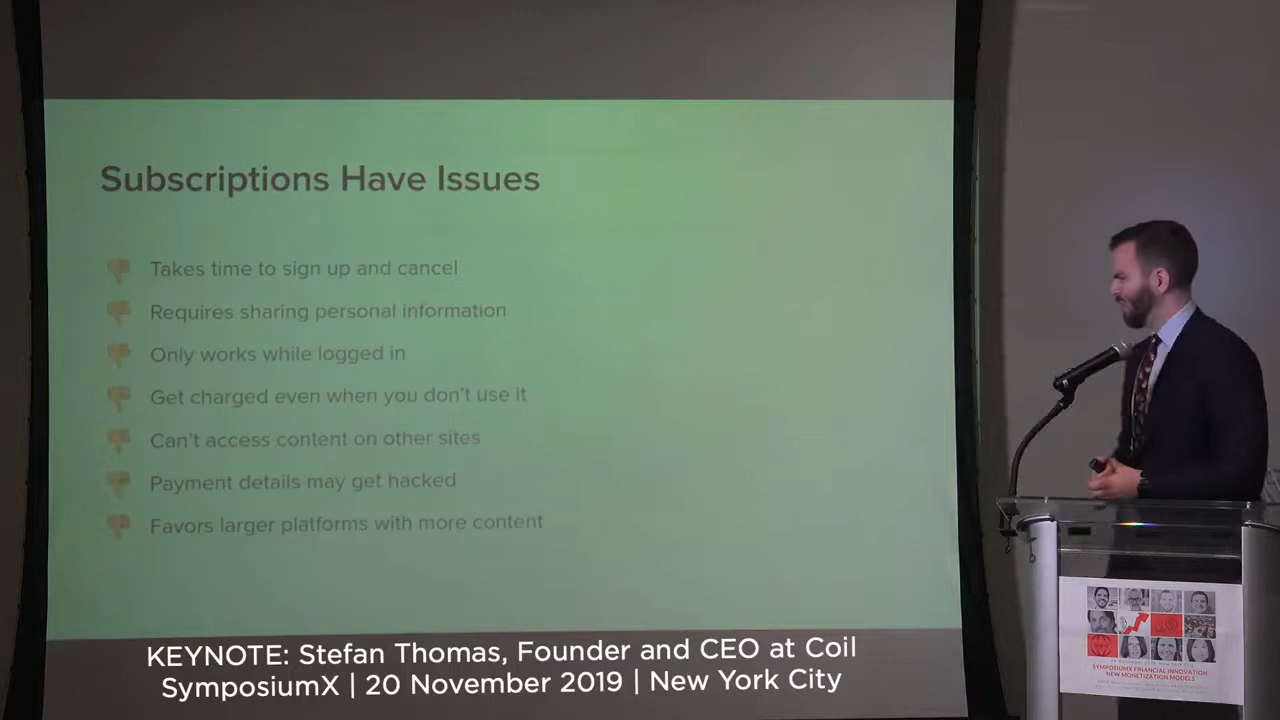 Subscriptions Have Issues
Takes time to sign up and cancel
Requires sharing personal information
Only works while logged in
Get charged even when you don't use it
Can't access content on other sites
Payment details may get hacked
Favors larger platforms with more content
KEYNOTE: Stefan Thomas, Founder and CEO at Coil
SymposiumX | 20 November 2019 | New York City
SYMPOSIUMX FINANCIAL INNOVATION
NEW MONETIZATION MODELS